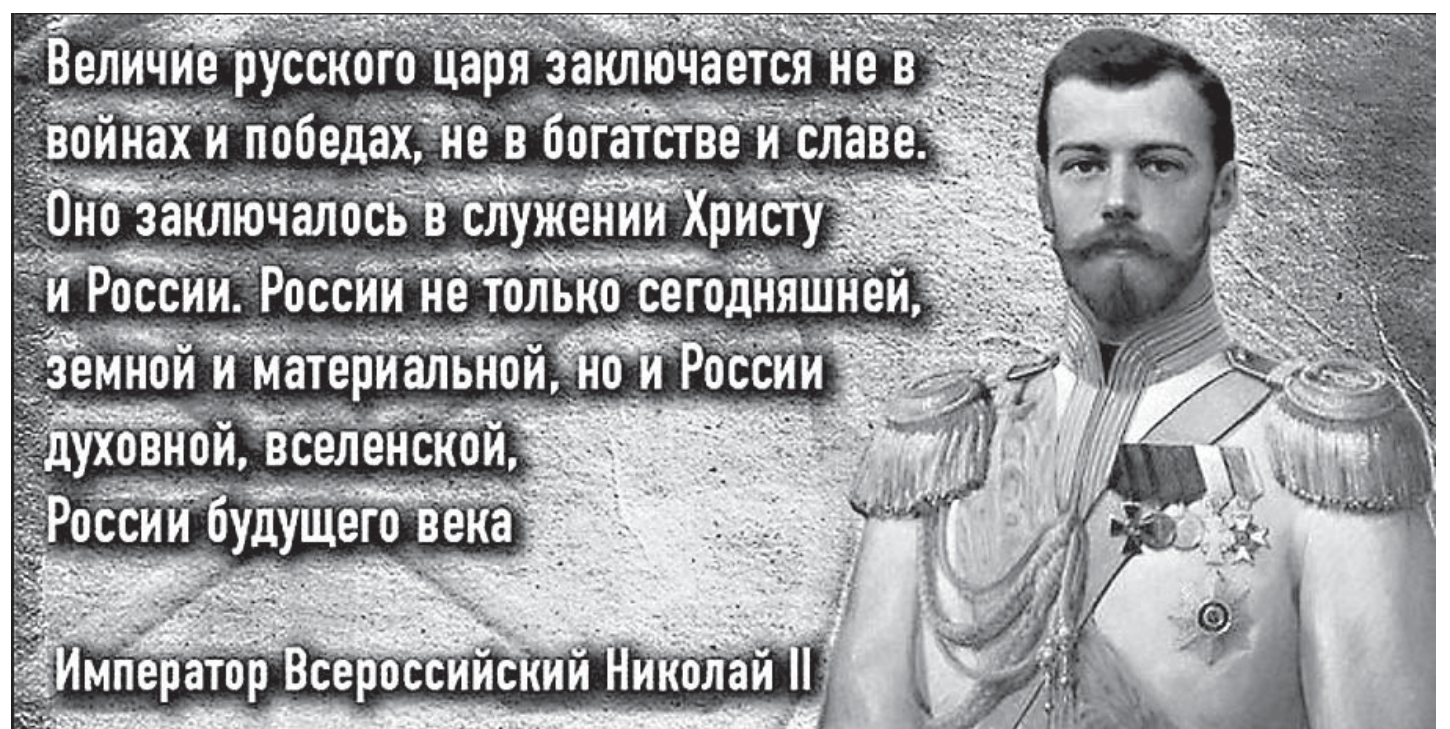 Величие русского царя заключается не в
войнах и победах, не в богатстве и славе.
Оно заключалось в служении Христу
и России. России не только сегодняшней,
земной и материальной, но и России
духовной, вселенской,
России будущего века
Император Всероссийский Николай II